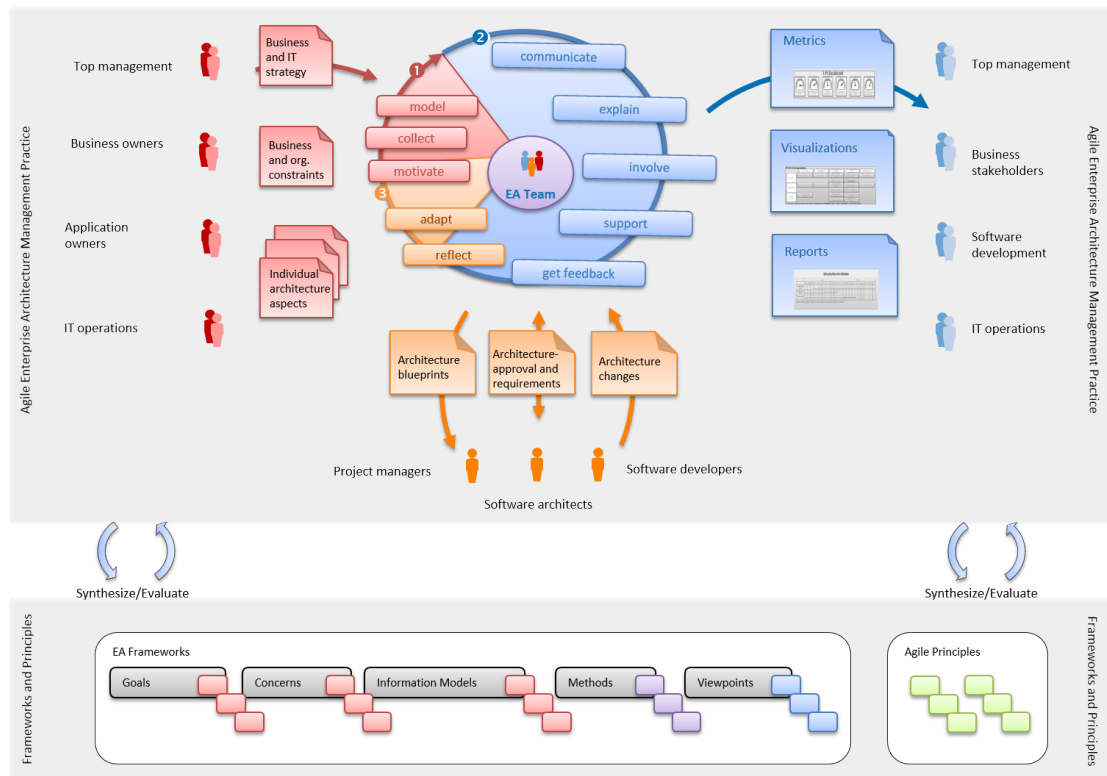 Agile Enterprise Architecture Management Practice
Top management
Business owners
Application
owners
IT operations
Business
and IT
strategy
Business
and org.
constraints
Individual
architecture
aspects
1
2
3
model
collect
motivate
adapt
reflect
communicate
explain
involve
support
get feedback
EA Team
Metrics
Visualizations
Reports
Top management
Business
stakeholders
Software
development
IT operations
Agile Enterprise Architecture Management Practice
Architecture
blueprints
Architecture-
approval and
requirements
Architecture
changes
Project managers
Software architects
Software developers
Synthesize/Evaluate
Synthesize/Evaluate
Frameworks and Principles
EA Frameworks
Goals
Concerns
Information Models
Methods
Viewpoints
Agile Principles
Frameworks and Principles